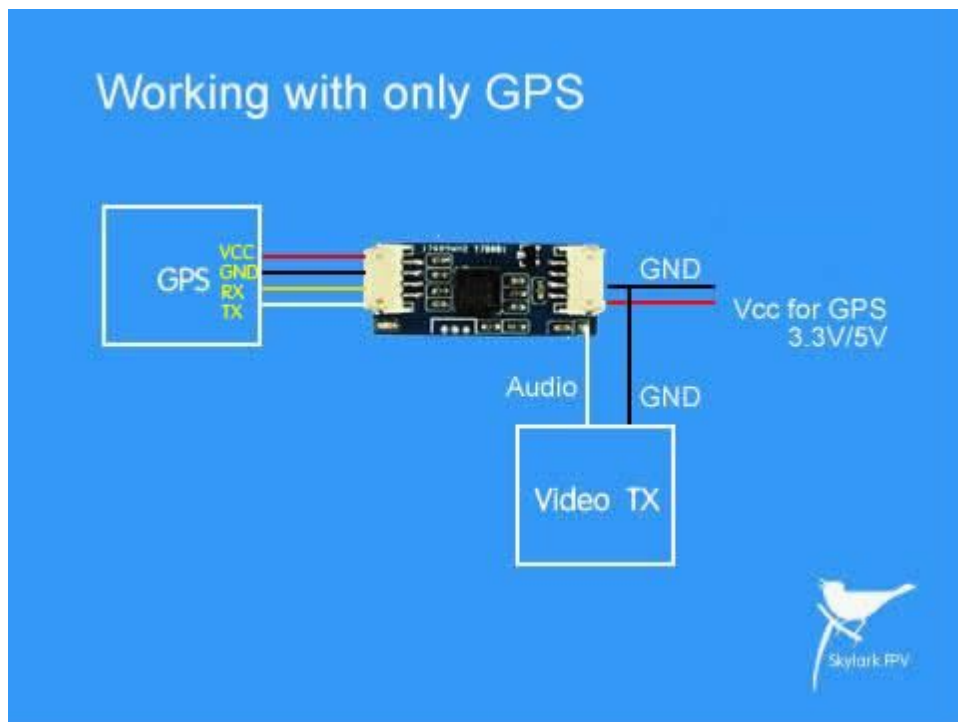 Working with only GPS
VCC
GND
GPS
RX
TX
GND
Vcc for GPS
3.3V/5V
Audio
GND
Video TX
Skylark FPV